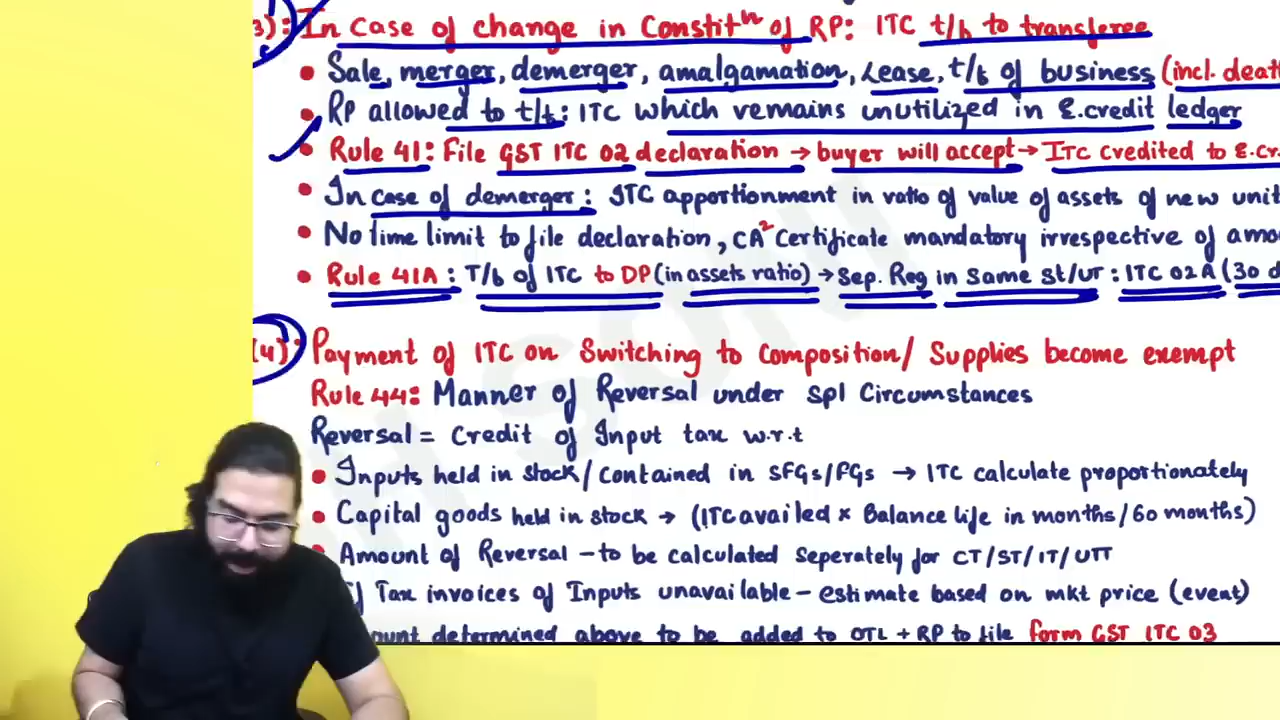 3): In case of change in Constitⁿ of RP: ITC t/b to transferee
• Sale, merger, demerger, amalgamation, Lease, t/b of business (incl. death
• RP allowed to t/b: ITC which remains unutilized in E.credit ledger
• Rule 41: File GST ITC 02 declaration → buyer will accept → ITC credited to E.cr
• In case of demerger: ITC apportionment in ratio of value of assets of new unit
• No time limit to file declaration, CA² Certificate mandatory irrespective of amo
• Rule 41A: T/b of ITC to DP (in assets ratio) → Sep. Reg in Same St/UT: ITC 02A (30 d
(4): Payment of ITC on Switching to Composition/ Supplies become exempt
Rule 44: Manner of Reversal under spl Circumstances
Reversal = Credit of Input tax w.r.t
• Inputs held in stock/Contained in SFGs/FGs → ITC calculate proportionately
• Capital goods held in stock → (ITC availed × Balance life in months/60 months)
• Amount of Reversal - to be calculated seperately for CT/ST/IT/UTT
If Tax invoices of Inputs unavailable - estimate based on mkt price (event)
ount determined above to be added to OTL + RP to file form GST ITC 03